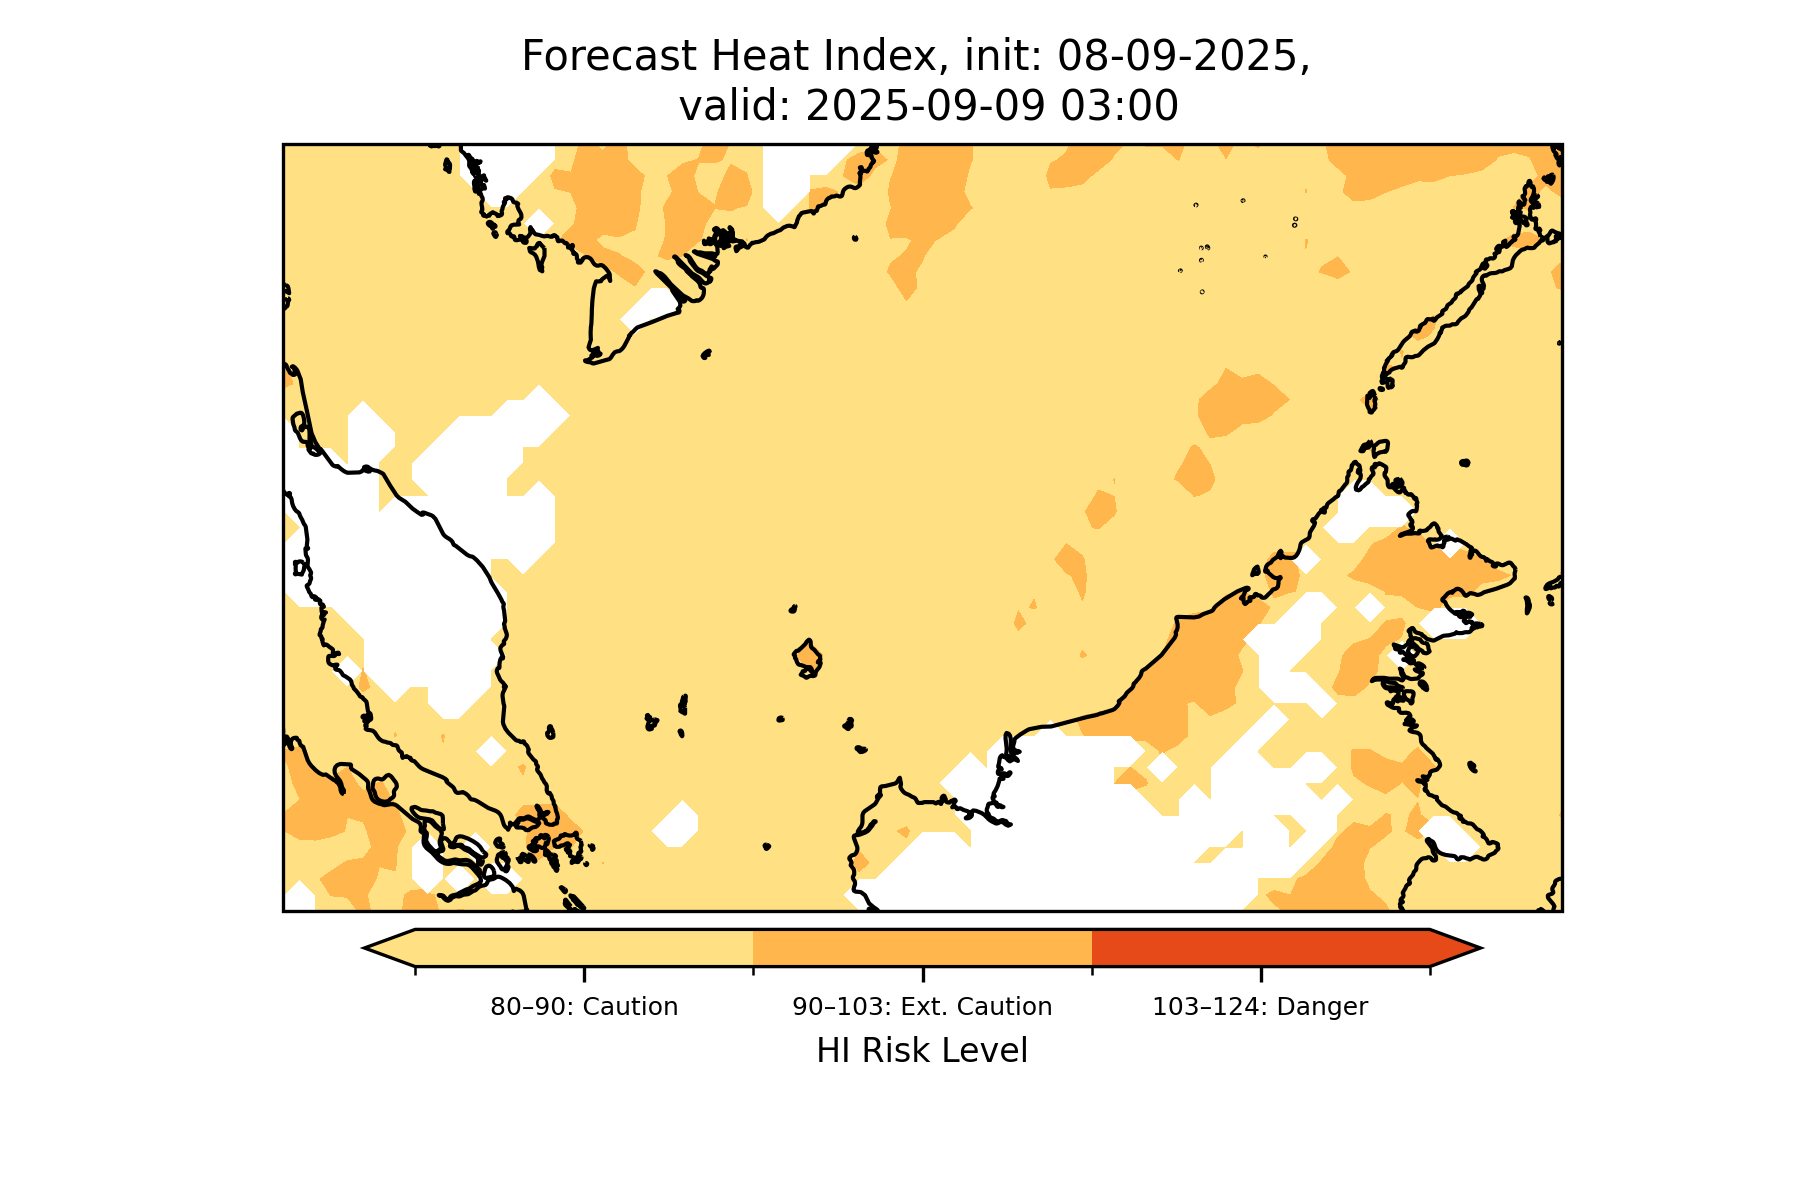 Forecast Heat Index, init: 08-09-2025,
valid: 2025-09-09 03:00
80–90: Caution
90–103: Ext. Caution
103–124: Danger
HI Risk Level